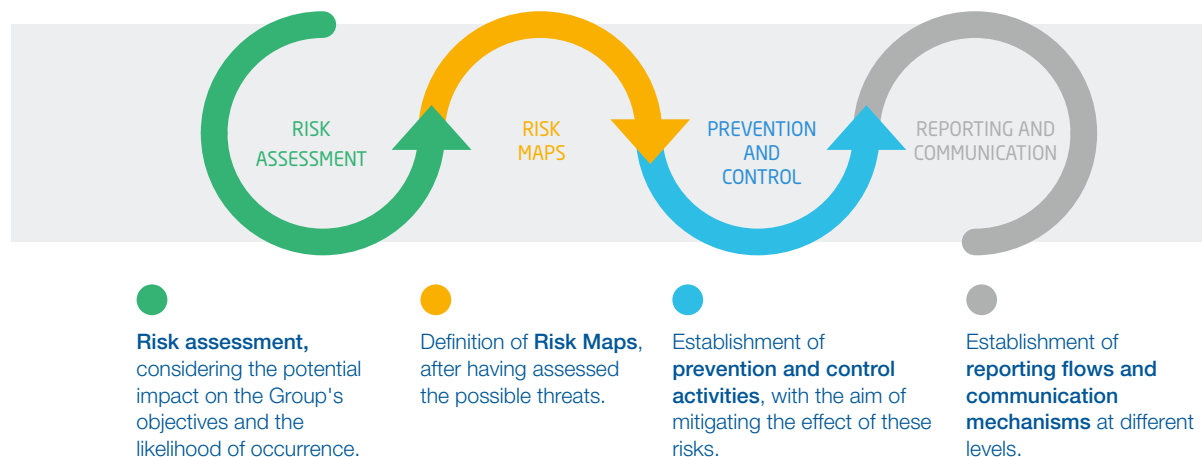 RISK
ASSESSMENT
RISK
MAPS
PREVENTION
AND
CONTROL
REPORTING AND
COMMUNICATION
Risk assessment,
considering the potential
impact on the Group's
objectives and the
likelihood of occurrence.
Definition of Risk Maps,
after having assessed
the possible threats.
Establishment of
prevention and control
activities, with the aim of
mitigating the effect of these
risks.
Establishment of
reporting flows and
communication
mechanisms at different
levels.